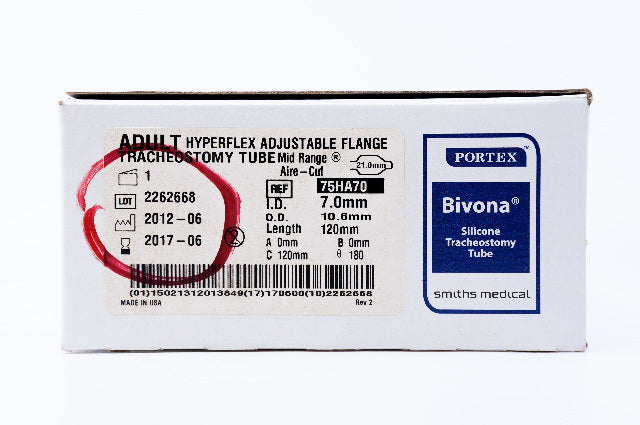 ADULT HYPERFLEX ADJUSTABLE FLANGE
TRACHEOSTOMY TUBE Mid Range ®
Aire-Cuf
21.0mm
1
LOT 2262668
2012-06
2017-06
2
REF 75HA70
I.D. 7.0mm
O.D. 10.6mm
Length 120mm
A 0mm B 0mm
C 120mm θ 180
(01)15021312013649(17)170600(10)2262668
MADE IN USA
Rev 2
PORTEX™
Bivona®
Silicone
Tracheostomy
Tube
smiths medical